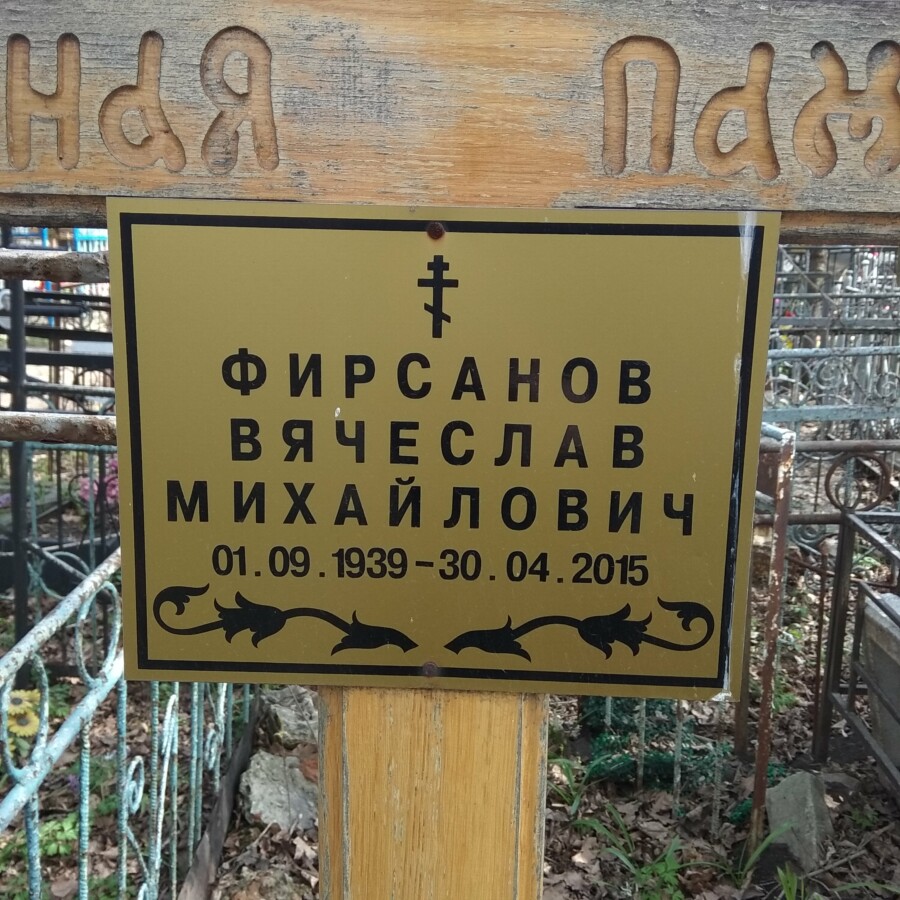 ная пам
ФИРСАНОВ
ВЯЧЕСЛАВ
МИХАЙЛОВИЧ
01.09.1939-30.04.2015